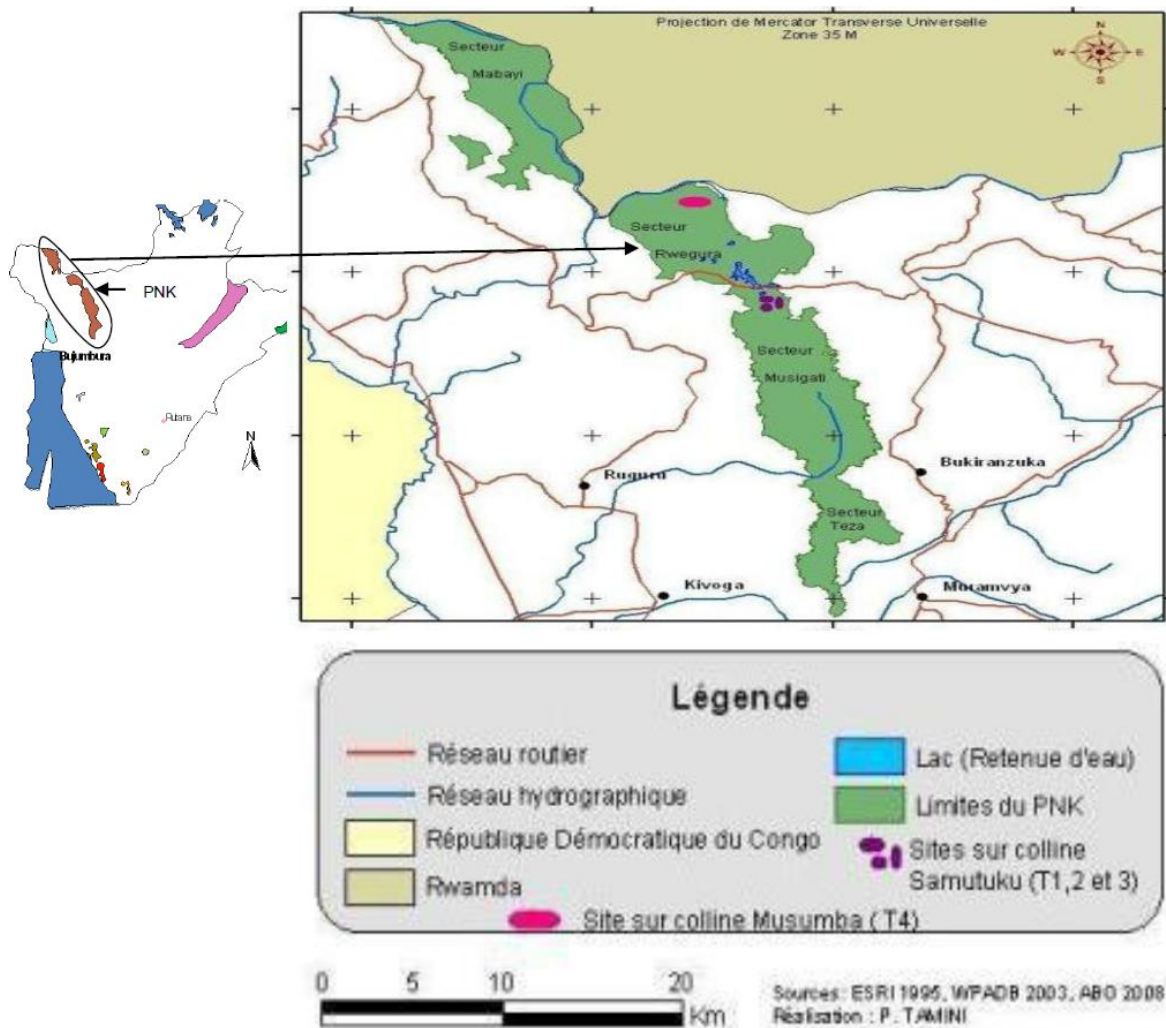 Projection de Mercator Transverse Universelle
Zone 35 M
N
W
E
S
Secteur
Mabayi
Secteur
Rwegura
Secteur
Musigati
Secteur
Teza
Ruguru
Bukiranzuka
Kivoga
Muramvya
PNK
Bujumbura
N
Légende
Réseau routier
Réseau hydrographique
République Démocratique du Congo
Rwamda
Lac (Retenue d'eau)
Limites du PNK
Sites sur colline
Samutuku (T1,2 et 3)
Site sur colline Musumba (T4)
0 10 20
Km
Sources: ESRI 1995, WPADB 2003, ABO 2008
Réalisation : P. TAMINI